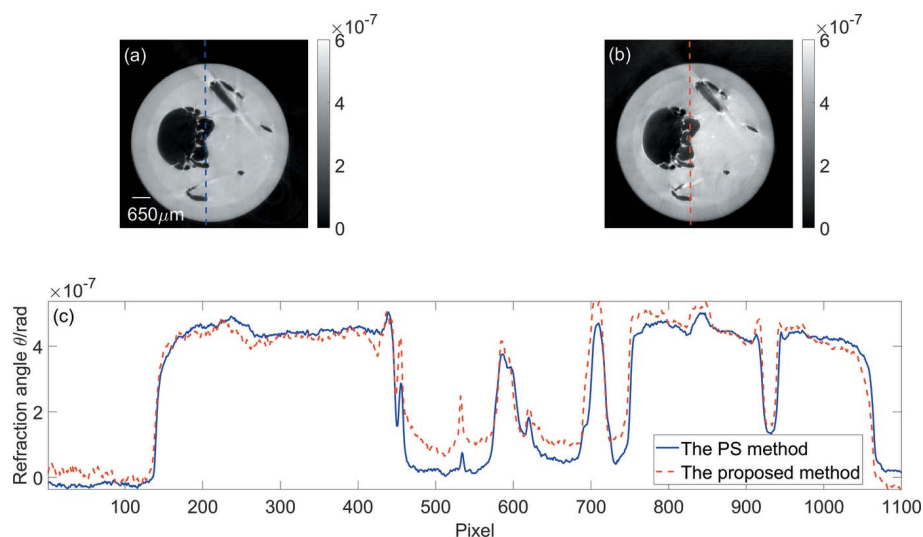 ×10⁻⁷
(a)
6
4
2
0
650μm
×10⁻⁷
(b)
6
4
2
0
×10⁻⁷
(c)
Refraction angle θ/rad
4
2
0
The PS method
The proposed method
100 200 300 400 500 600 700 800 900 1000 1100
Pixel